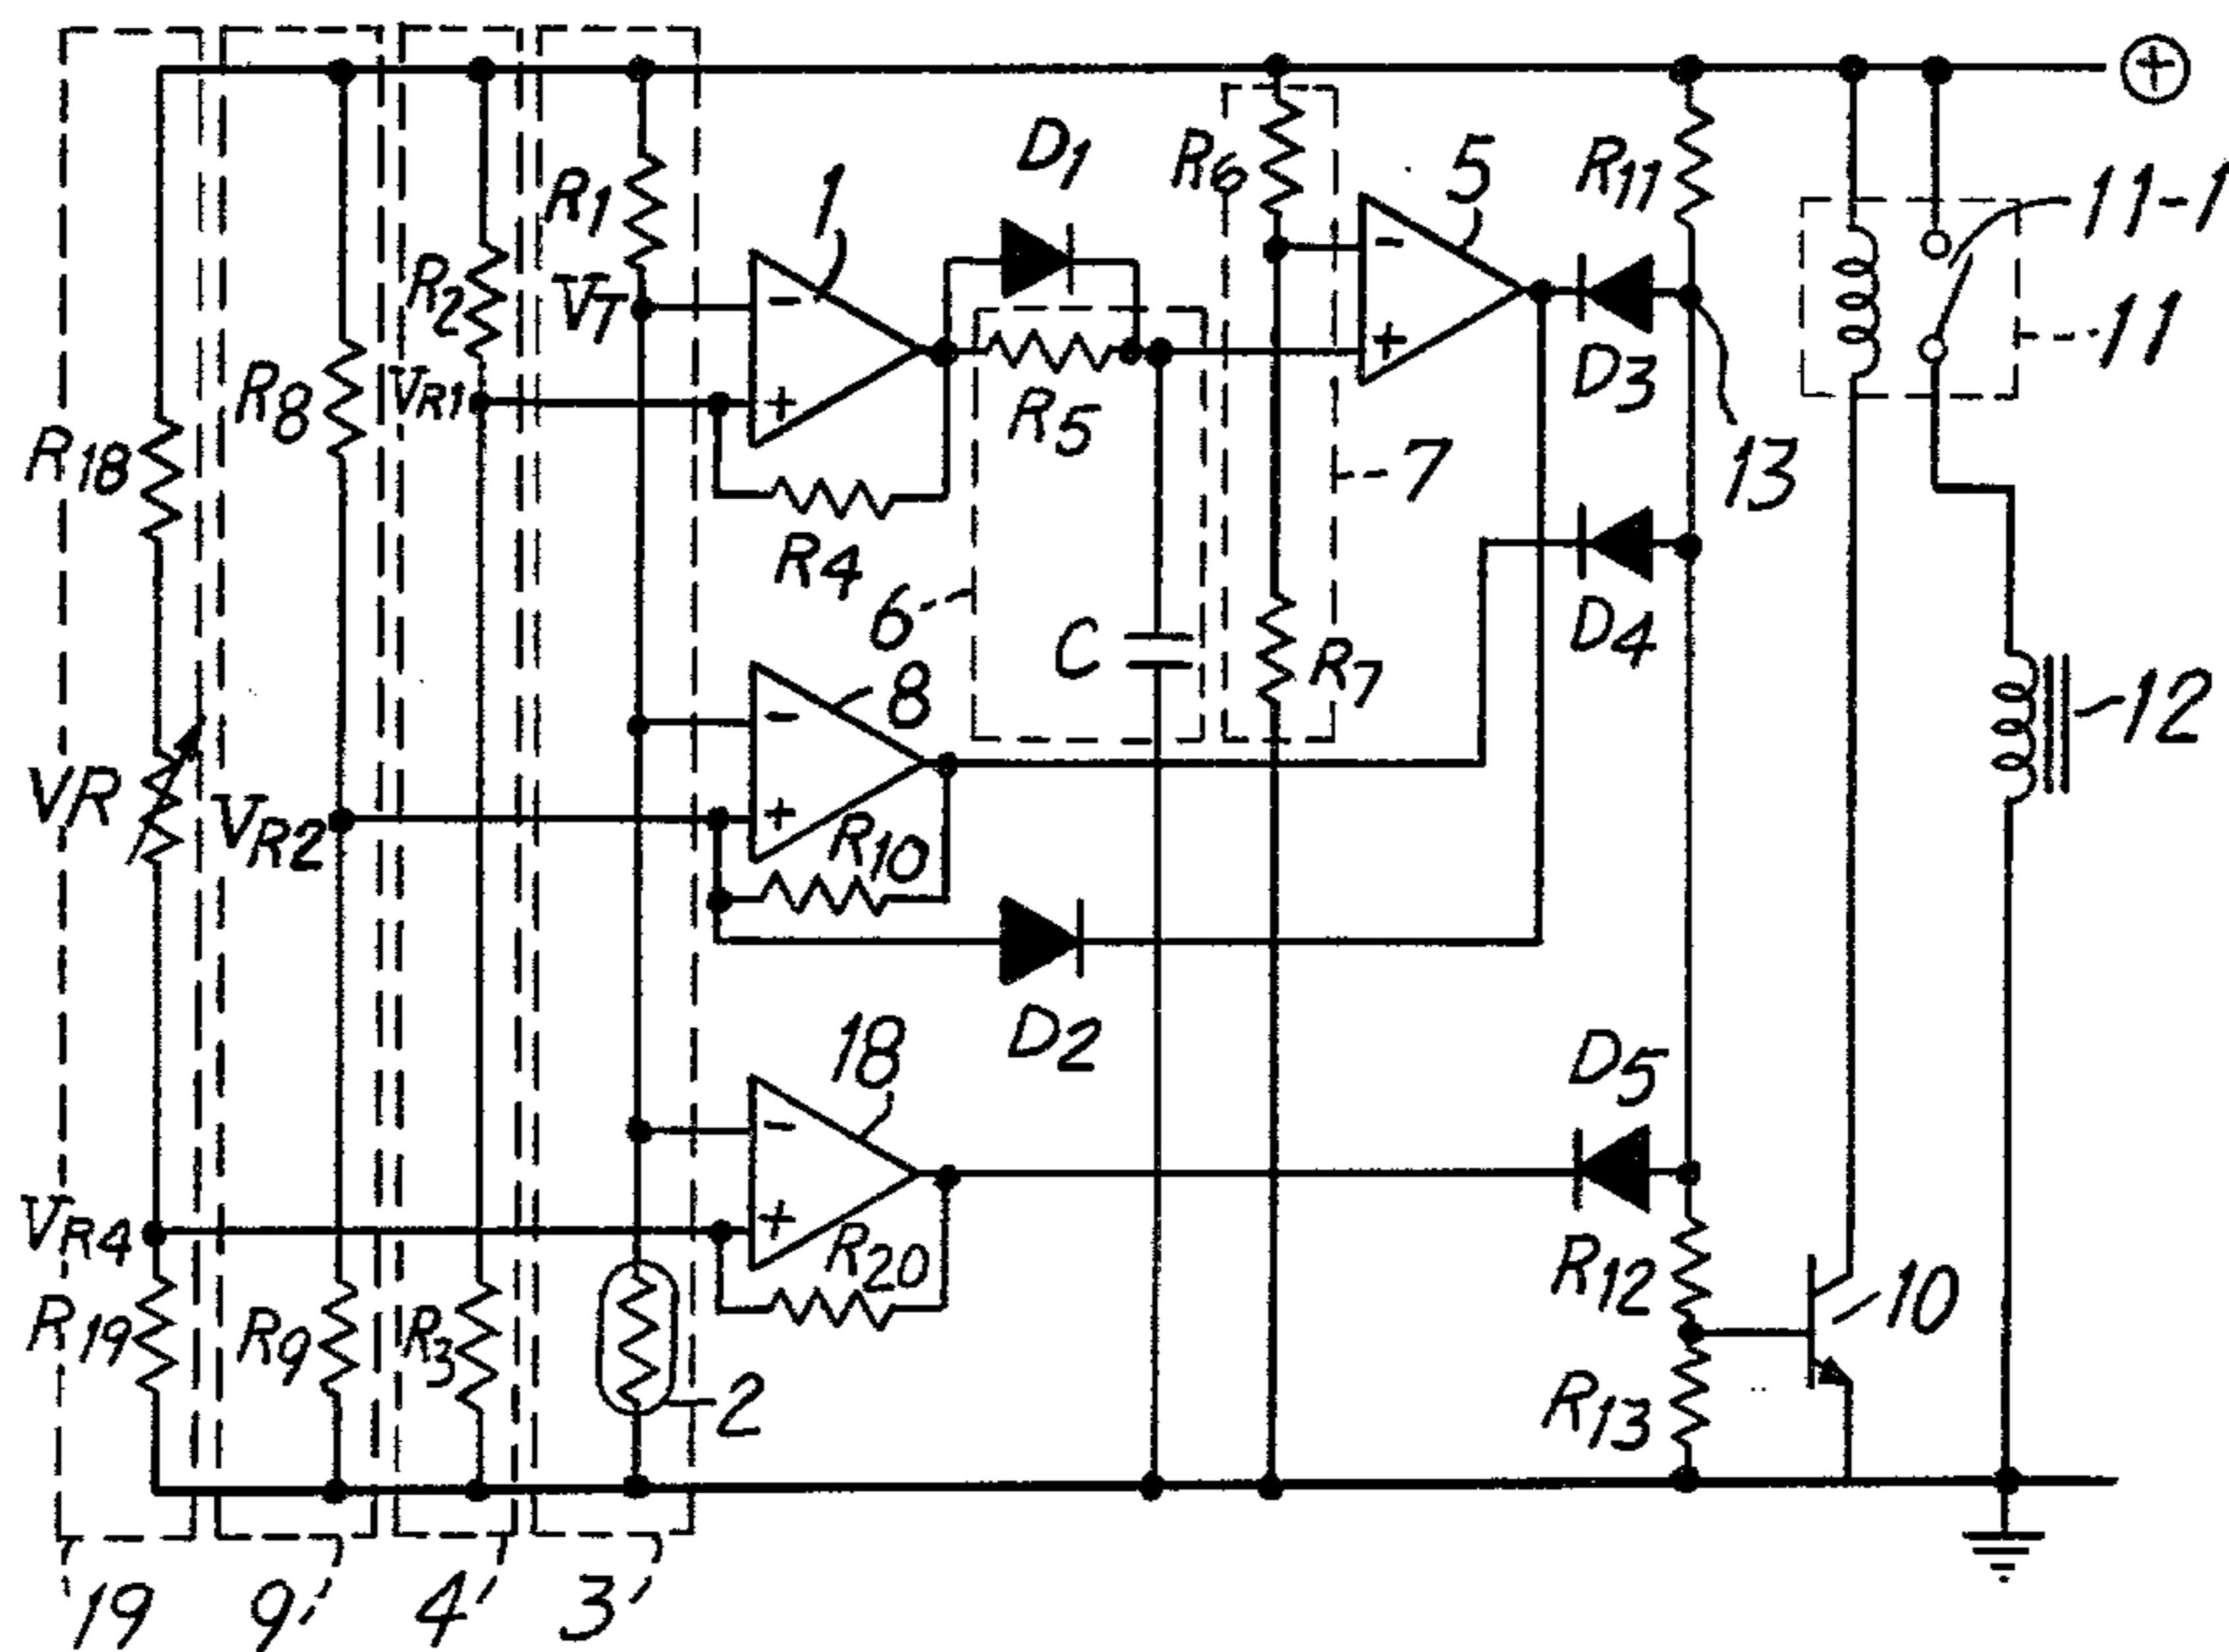 +
D1
R6
5
R11
11-1
R1
1
R2
VT
-
-
11
R8
VR1
+
+
D3
R5
R18
7
13
R4
6
D4
C
R7
8
12
VR
VR2
-
+
R10
D2
18
D5
-
VR4
+
R20
R12
10
R19
R9
R3
2
R13
19
9'
4'
3'